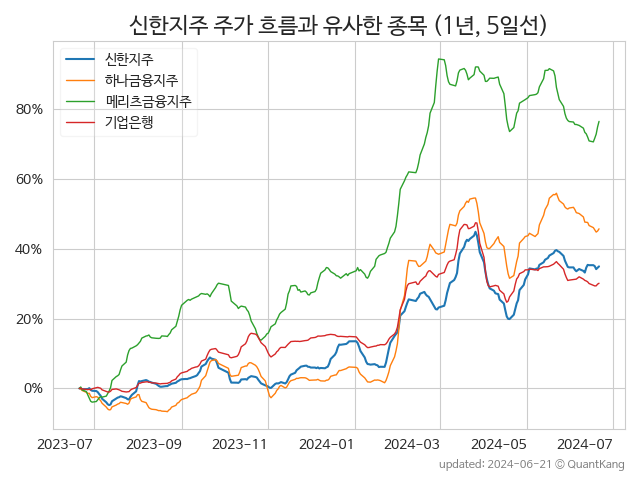 신한지주 주가 흐름과 유사한 종목 (1년, 5일선)
신한지주
하나금융지주
메리츠금융지주
기업은행
80%
60%
40%
20%
0%
2023-07 2023-09 2023-11 2024-01 2024-03 2024-05 2024-07
updated: 2024-06-21 © QuantKang